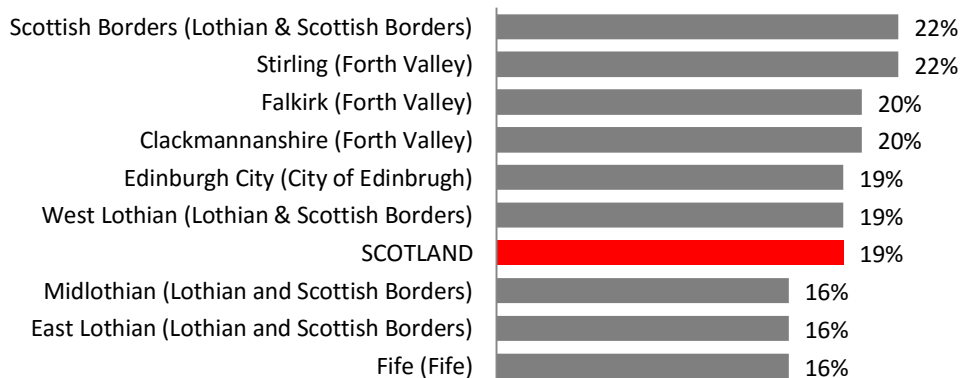 Scottish Borders (Lothian & Scottish Borders) 22%
Stirling (Forth Valley) 22%
Falkirk (Forth Valley) 20%
Clackmannanshire (Forth Valley) 20%
Edinburgh City (City of Edinbrugh) 19%
West Lothian (Lothian & Scottish Borders) 19%
SCOTLAND 19%
Midlothian (Lothian and Scottish Borders) 16%
East Lothian (Lothian and Scottish Borders) 16%
Fife (Fife) 16%